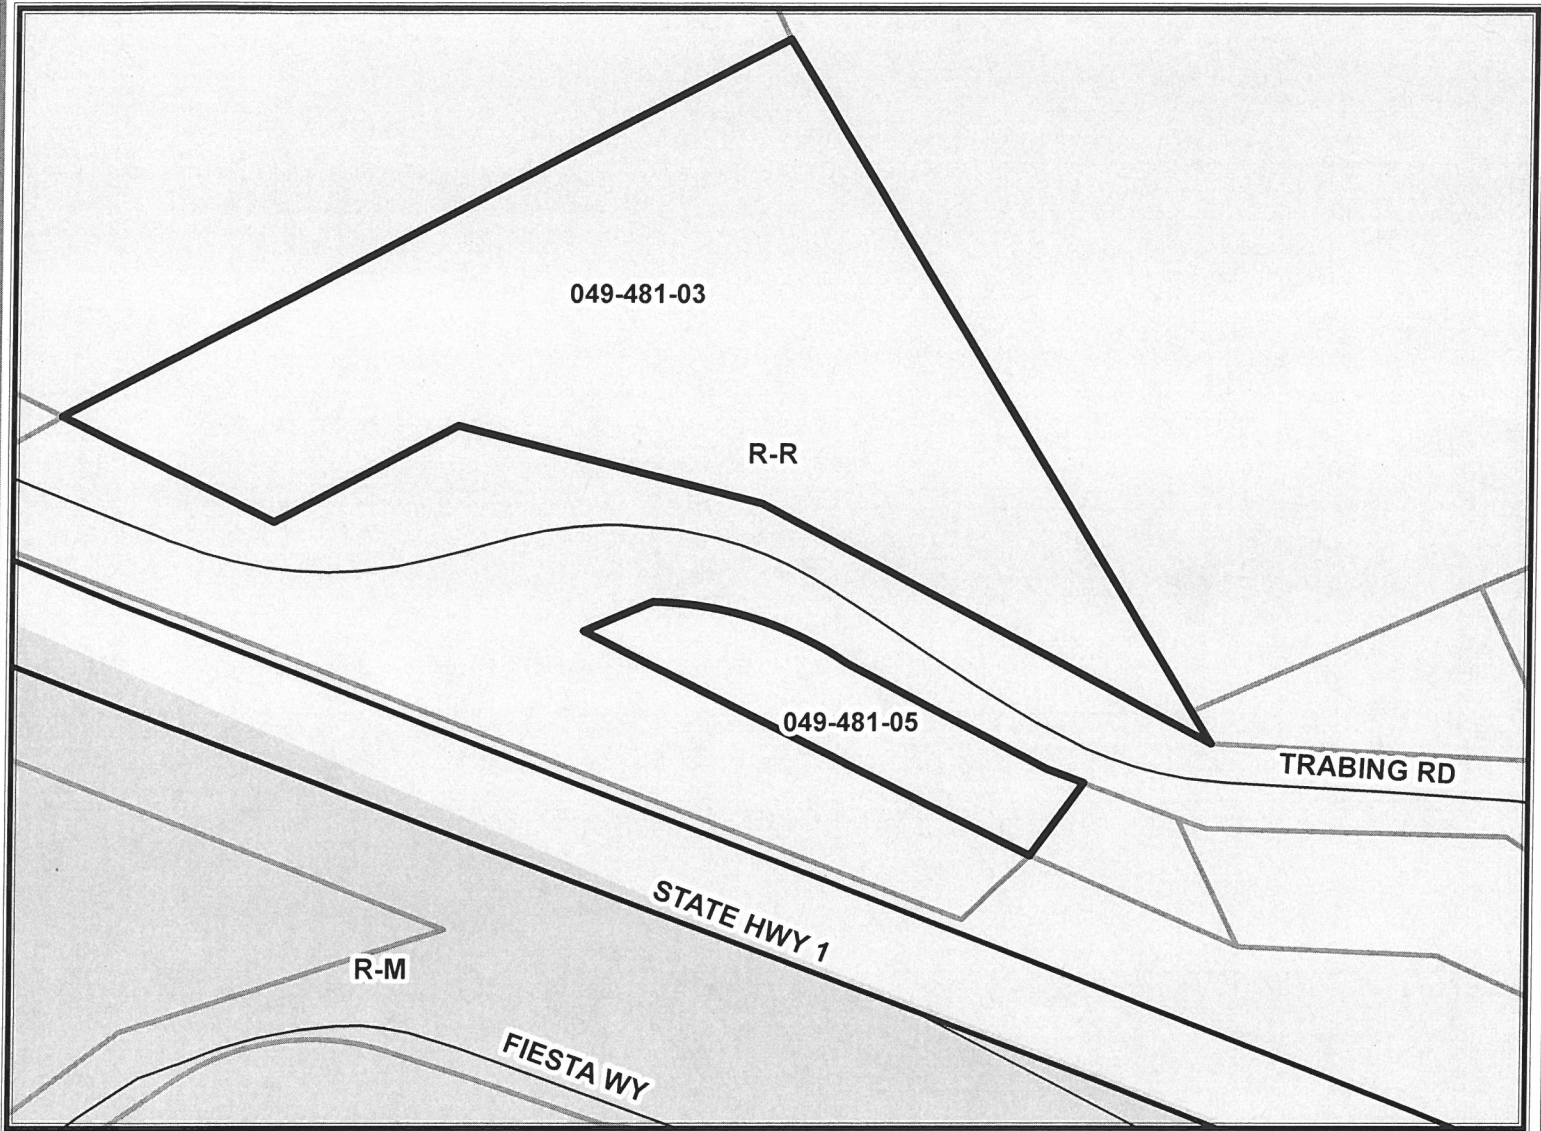 049-481-03
R-R
049-481-05
TRABING RD
STATE HWY 1
R-M
FIESTA WY